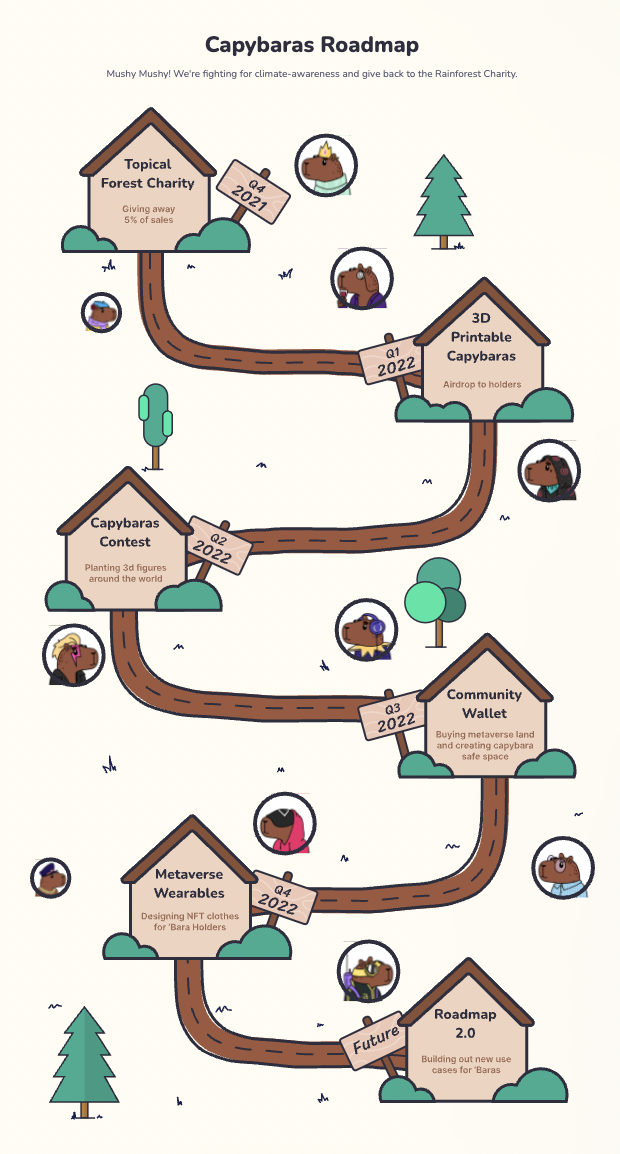 Capybaras Roadmap
Mushy Mushy! We're fighting for climate-awareness and give back to the Rainforest Charity.
Topical
Forest Charity
Giving away
5% of sales
Q4
2021
Q1
2022
3D
Printable
Capybaras
Airdrop to holders
Capybaras
Contest
Planting 3d figures
around the world
Q2
2022
Q3
2022
Community
Wallet
Buying metaverse land
and creating capybara
safe space
Metaverse
Wearables
Designing NFT clothes
for 'Bara Holders
Q4
2022
Future
Roadmap
2.0
Building out new use
cases for 'Baras